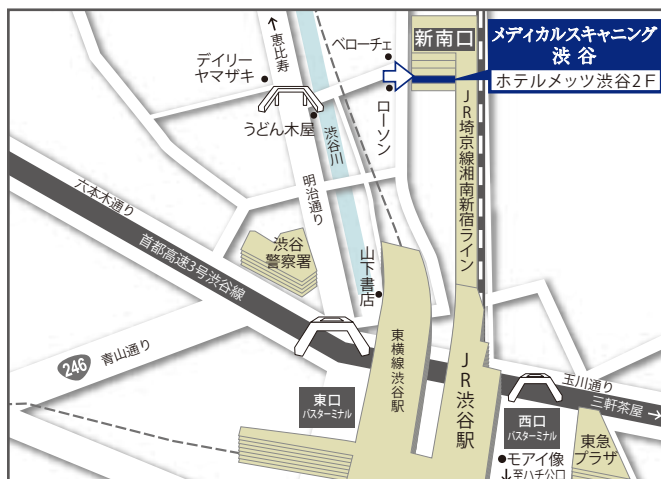 新南口
メディカルスキャニング
渋谷
ホテルメッツ渋谷2F
↑恵比寿
ベローチェ
デイリー
ヤマザキ
ローソン
うどん木屋
渋谷川
明治通り
JR埼京線湘南新宿ライン
六本木通り
首都高速3号渋谷線
渋谷
警察署
山下書店
246
青山通り
東横線渋谷駅
JR渋谷駅
玉川通り
三軒茶屋→
東口
バスターミナル
西口
バスターミナル
東急
プラザ
モアイ像
↓至ハチ公口